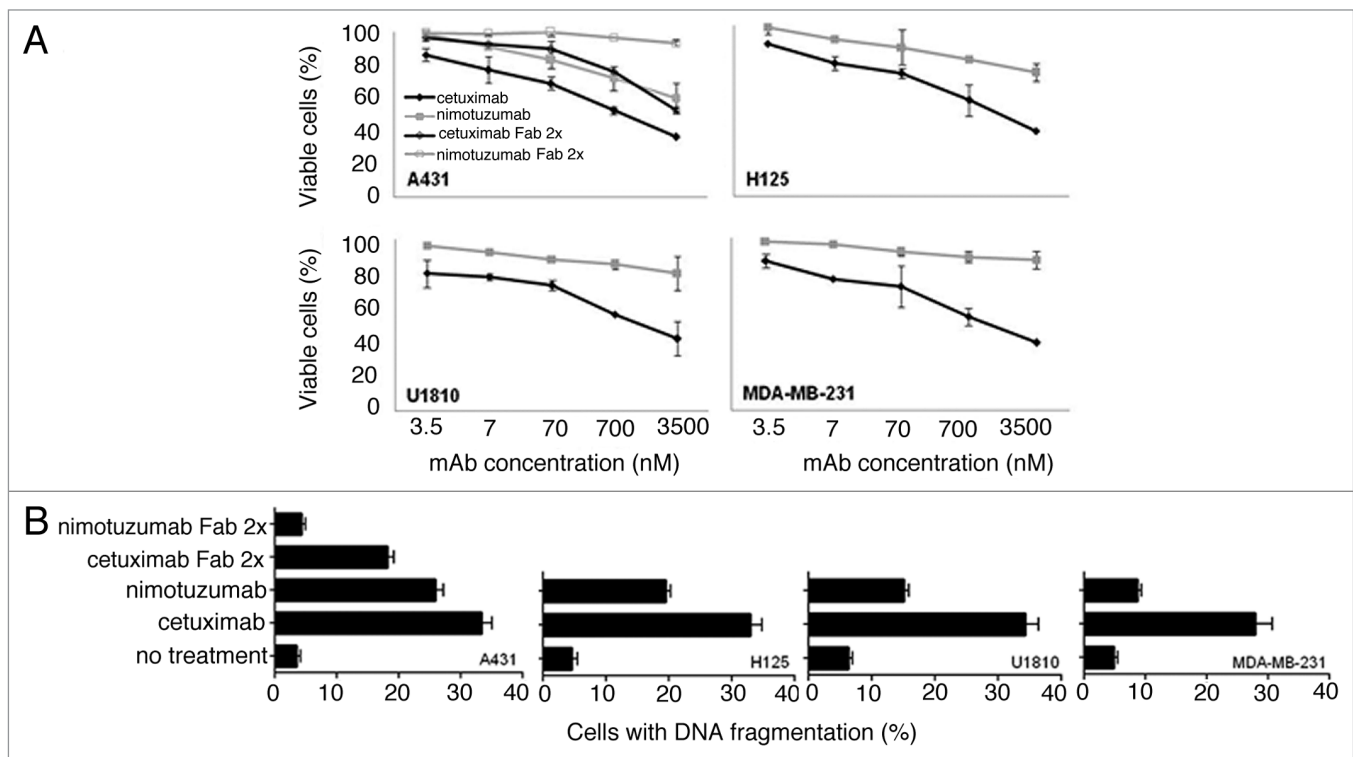 A
Viable cells (%)
100
80
60
40
20
0
cetuximab
nimotuzumab
cetuximab Fab 2x
nimotuzumab Fab 2x
A431
H125
Viable cells (%)
100
80
60
40
20
0
U1810
MDA-MB-231
3.5 7 70 700 3500
3.5 7 70 700 3500
mAb concentration (nM)
mAb concentration (nM)
B
nimotuzumab Fab 2x
cetuximab Fab 2x
nimotuzumab
cetuximab
no treatment
A431
H125
U1810
MDA-MB-231
0 10 20 30 40
0 10 20 30 40
0 10 20 30 40
0 10 20 30 40
Cells with DNA fragmentation (%)